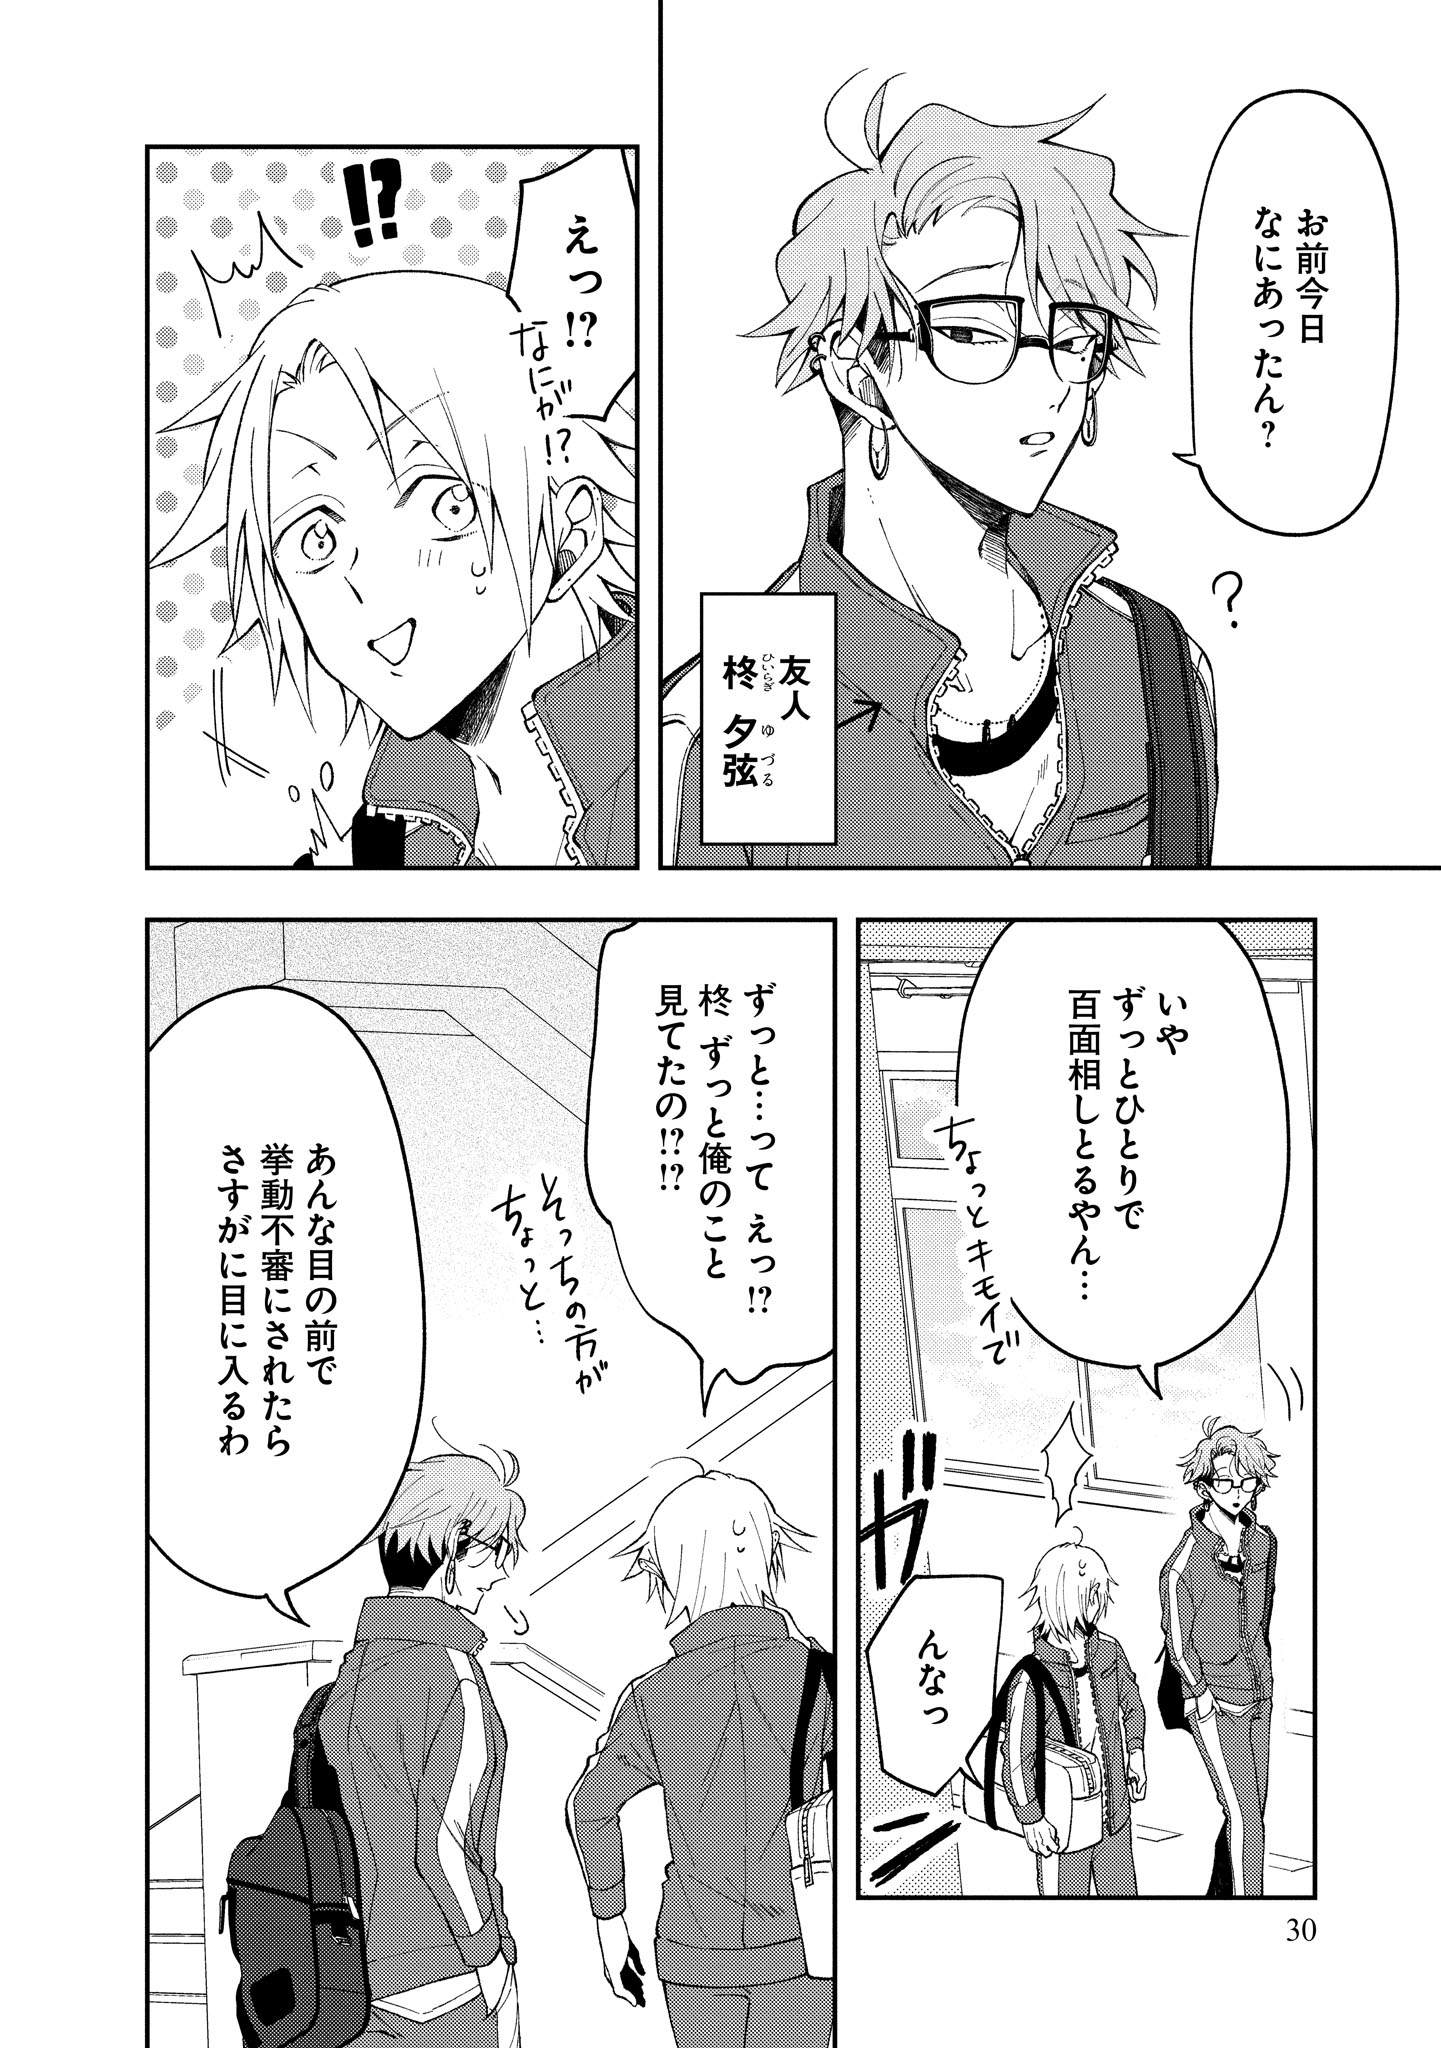 お前今日
なにあったん?
?
友人
柊 夕弦
ひいらぎ ゆづる
えっ!?
なにが!?
!?
いや
ずっとひとりで
百面相しとるやん…
ちょっとキモイで
ガ
んなっ
ずっと…って えっ!?
柊 ずっと俺のこと
見てたの!?!?
そっちの方が
ちょっと…
あんな目の前で
挙動不審にされたら
さすがに目に入るわ
30